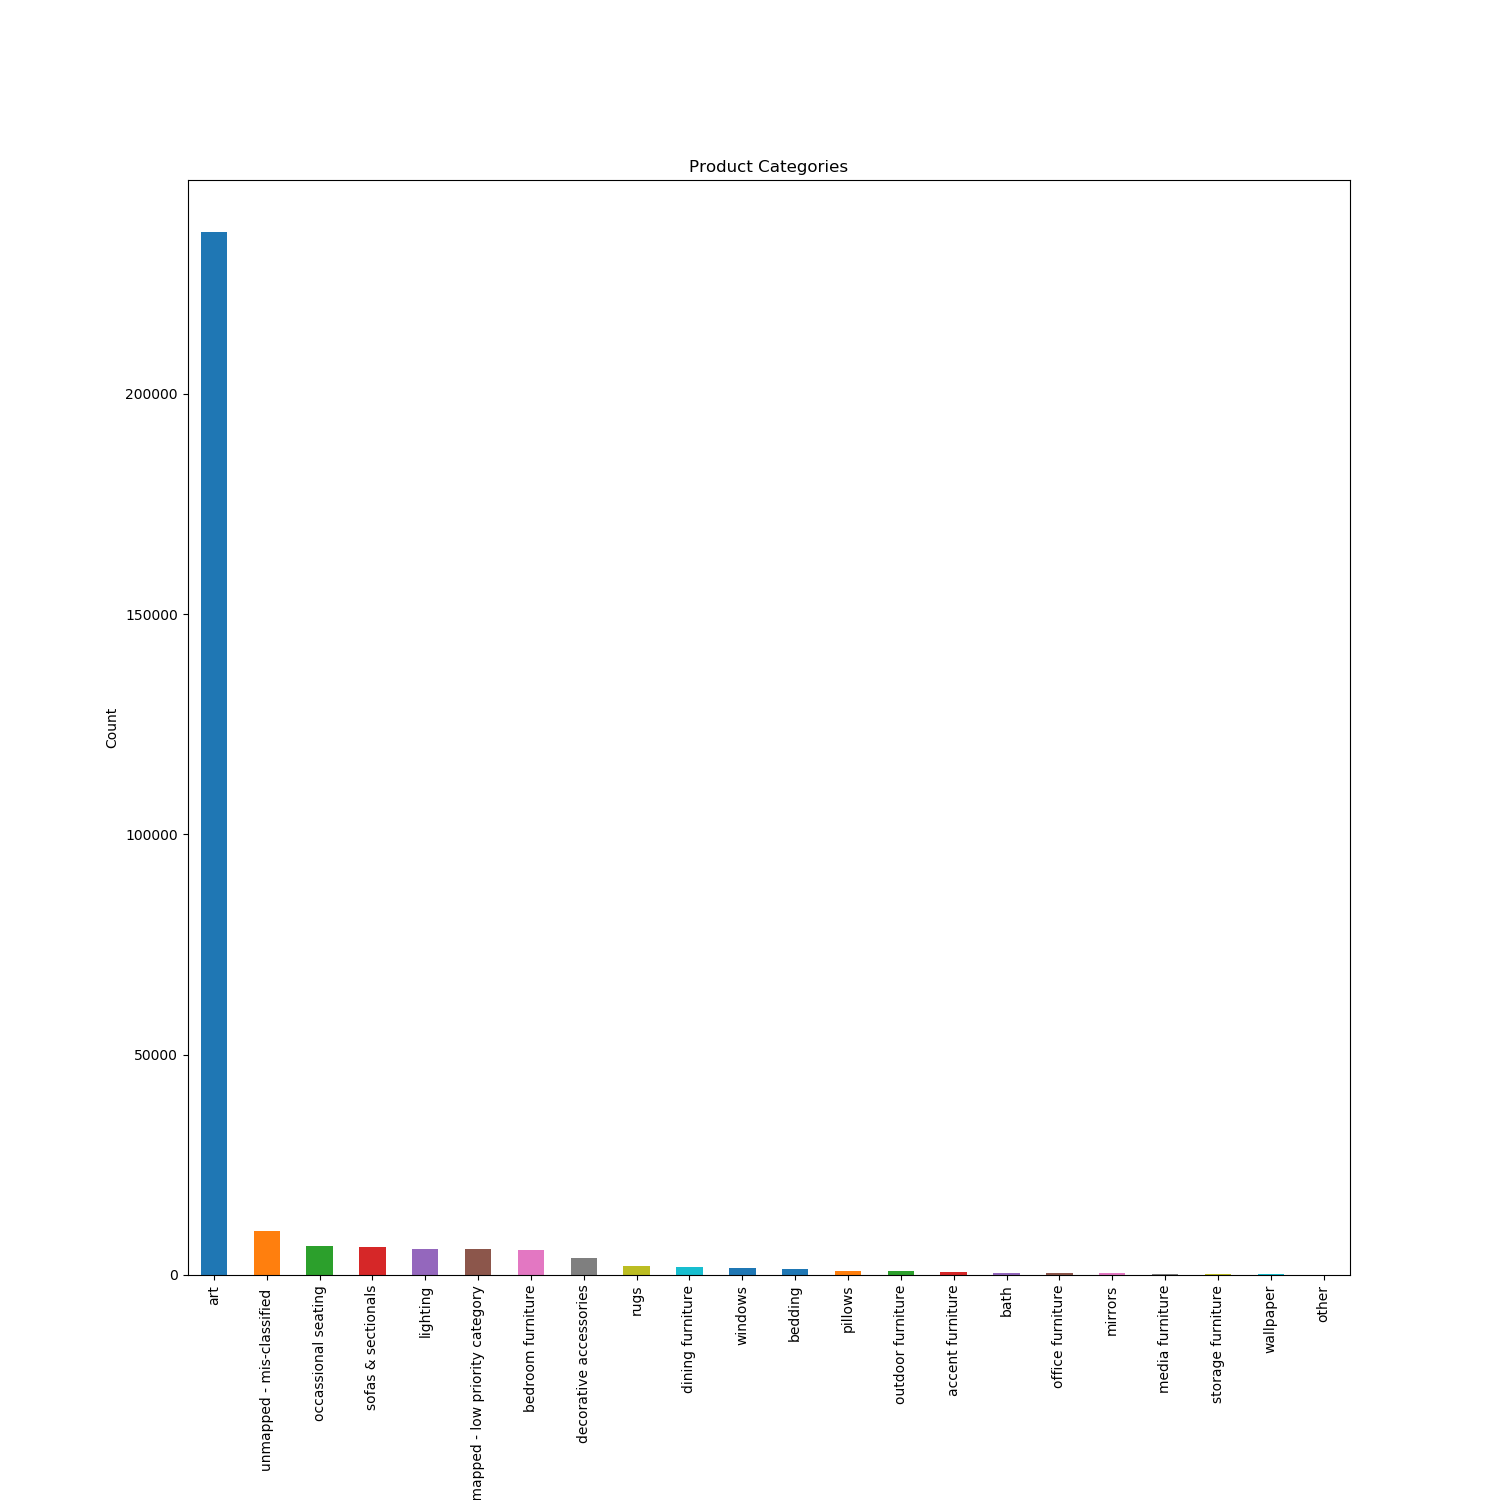 Product Categories
200000
150000
100000
50000
0
Count
art
unmapped - mis-classified
occassional seating
sofas & sectionals
lighting
mapped - low priority category
bedroom furniture
decorative accessories
rugs
dining furniture
windows
bedding
pillows
outdoor furniture
accent furniture
bath
office furniture
mirrors
media furniture
storage furniture
wallpaper
other